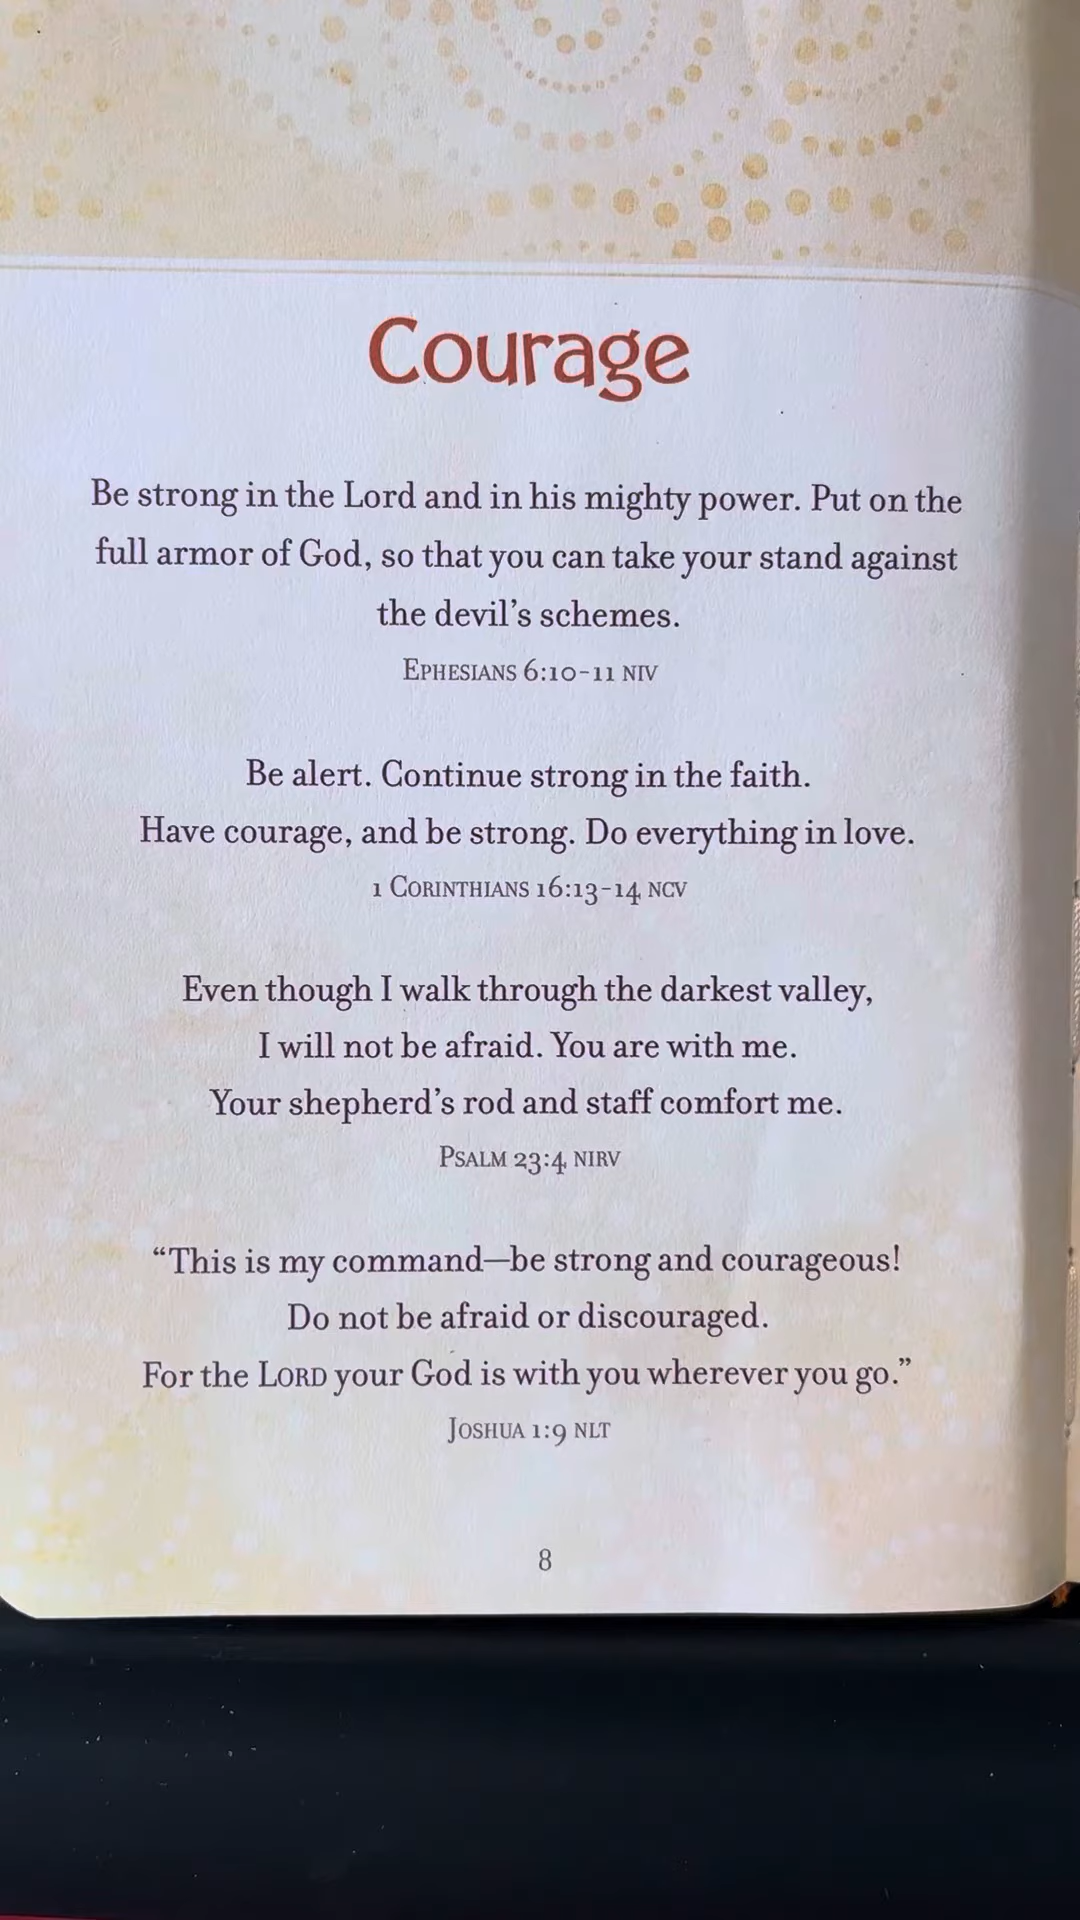 Courage
Be strong in the Lord and in his mighty power. Put on the
full armor of God, so that you can take your stand against
the devil’s schemes.
Ephesians 6:10-11 NIV
Be alert. Continue strong in the faith.
Have courage, and be strong. Do everything in love.
1 Corinthians 16:13-14 NCV
Even though I walk through the darkest valley,
I will not be afraid. You are with me.
Your shepherd’s rod and staff comfort me.
Psalm 23:4 NIRV
“This is my command—be strong and courageous!
Do not be afraid or discouraged.
For the LORD your God is with you wherever you go.”
Joshua 1:9 NLT
8